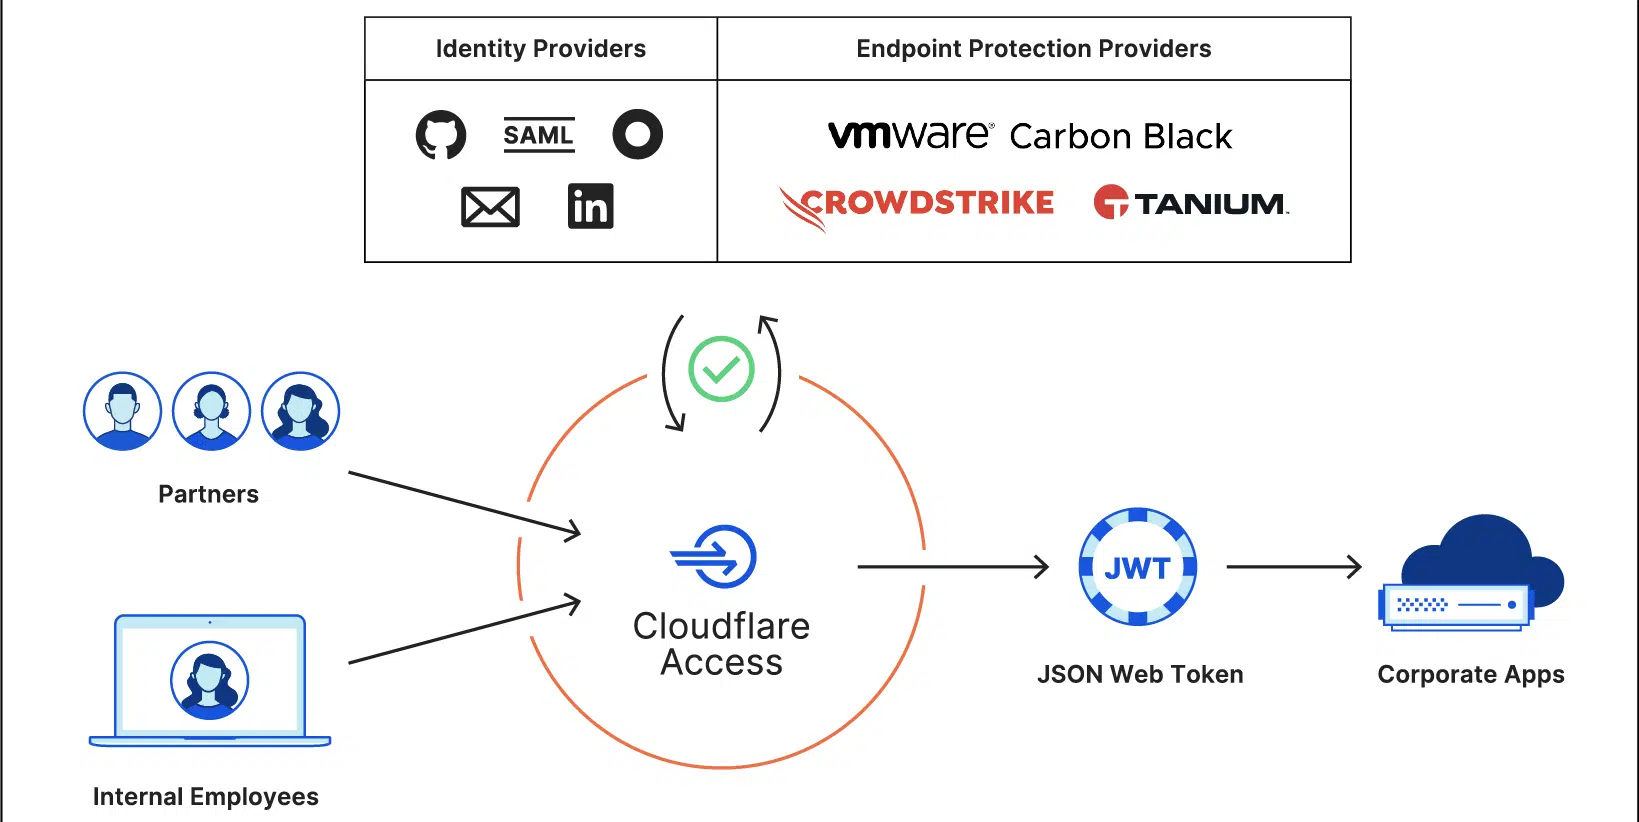 Identity Providers
Endpoint Protection Providers
SAML
in
vmware® Carbon Black
CROWDSTRIKE
TANIUM™
Partners
Cloudflare
Access
JWT
JSON Web Token
Corporate Apps
Internal Employees